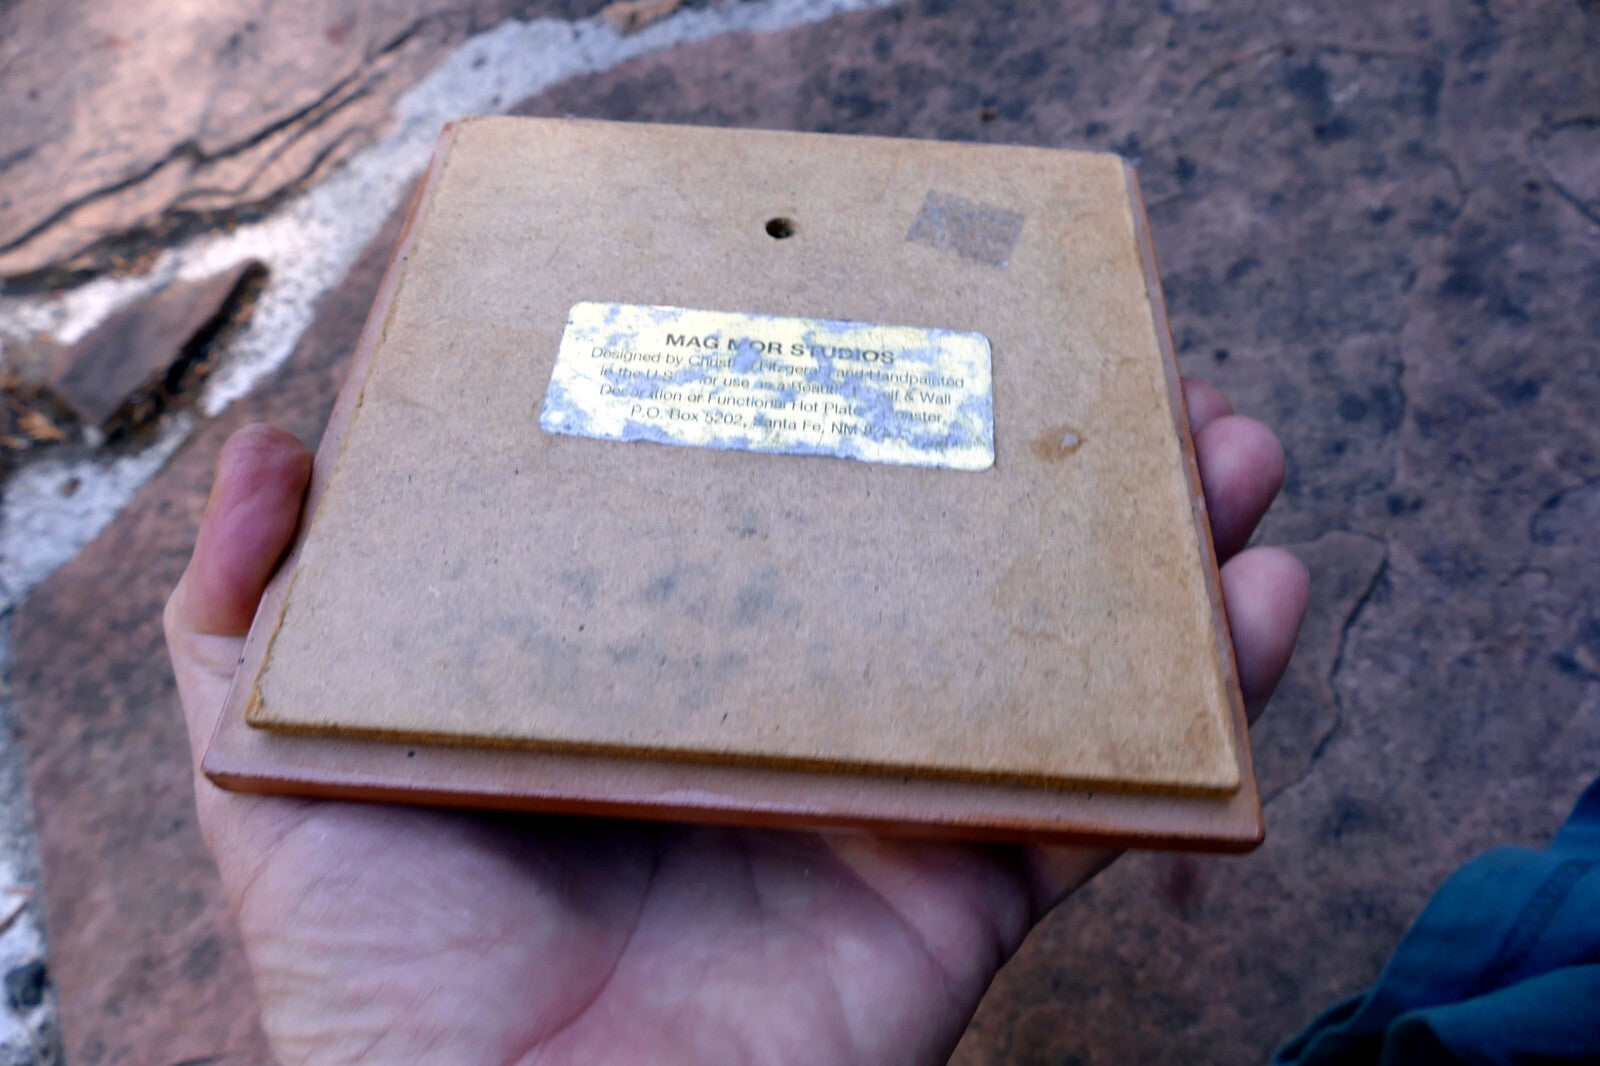 MAG MOR STUDIOS
Designed by and Handpainted
in the for use as a & Wall
Decoration or Functional Hot Plate
P.O. Box 5202, Santa Fe, NM